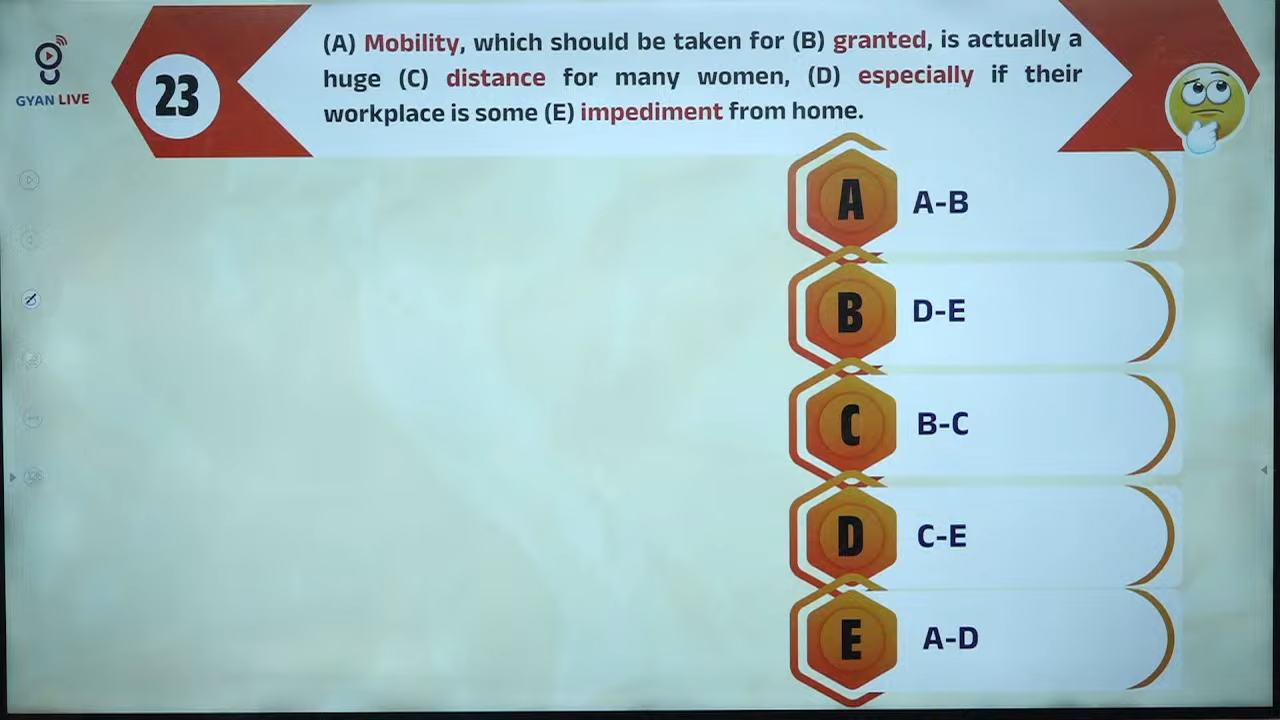 GYAN LIVE
23
(A) Mobility, which should be taken for (B) granted, is actually a
huge (C) distance for many women, (D) especially if their
workplace is some (E) impediment from home.
A A-B
B D-E
C B-C
D C-E
E A-D